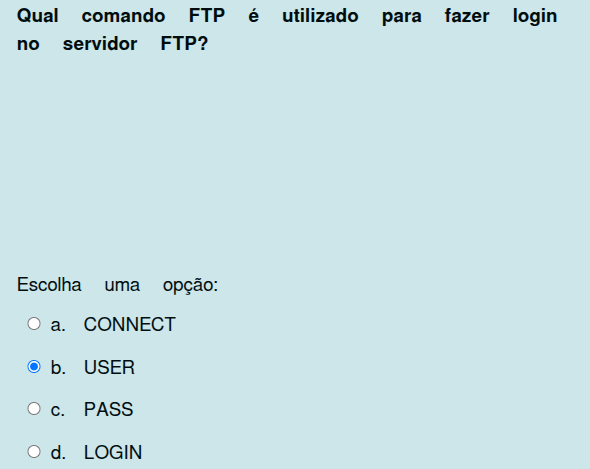 Qual comando FTP é utilizado para fazer login
no servidor FTP?
Escolha uma opção:
a. CONNECT
b. USER
c. PASS
d. LOGIN